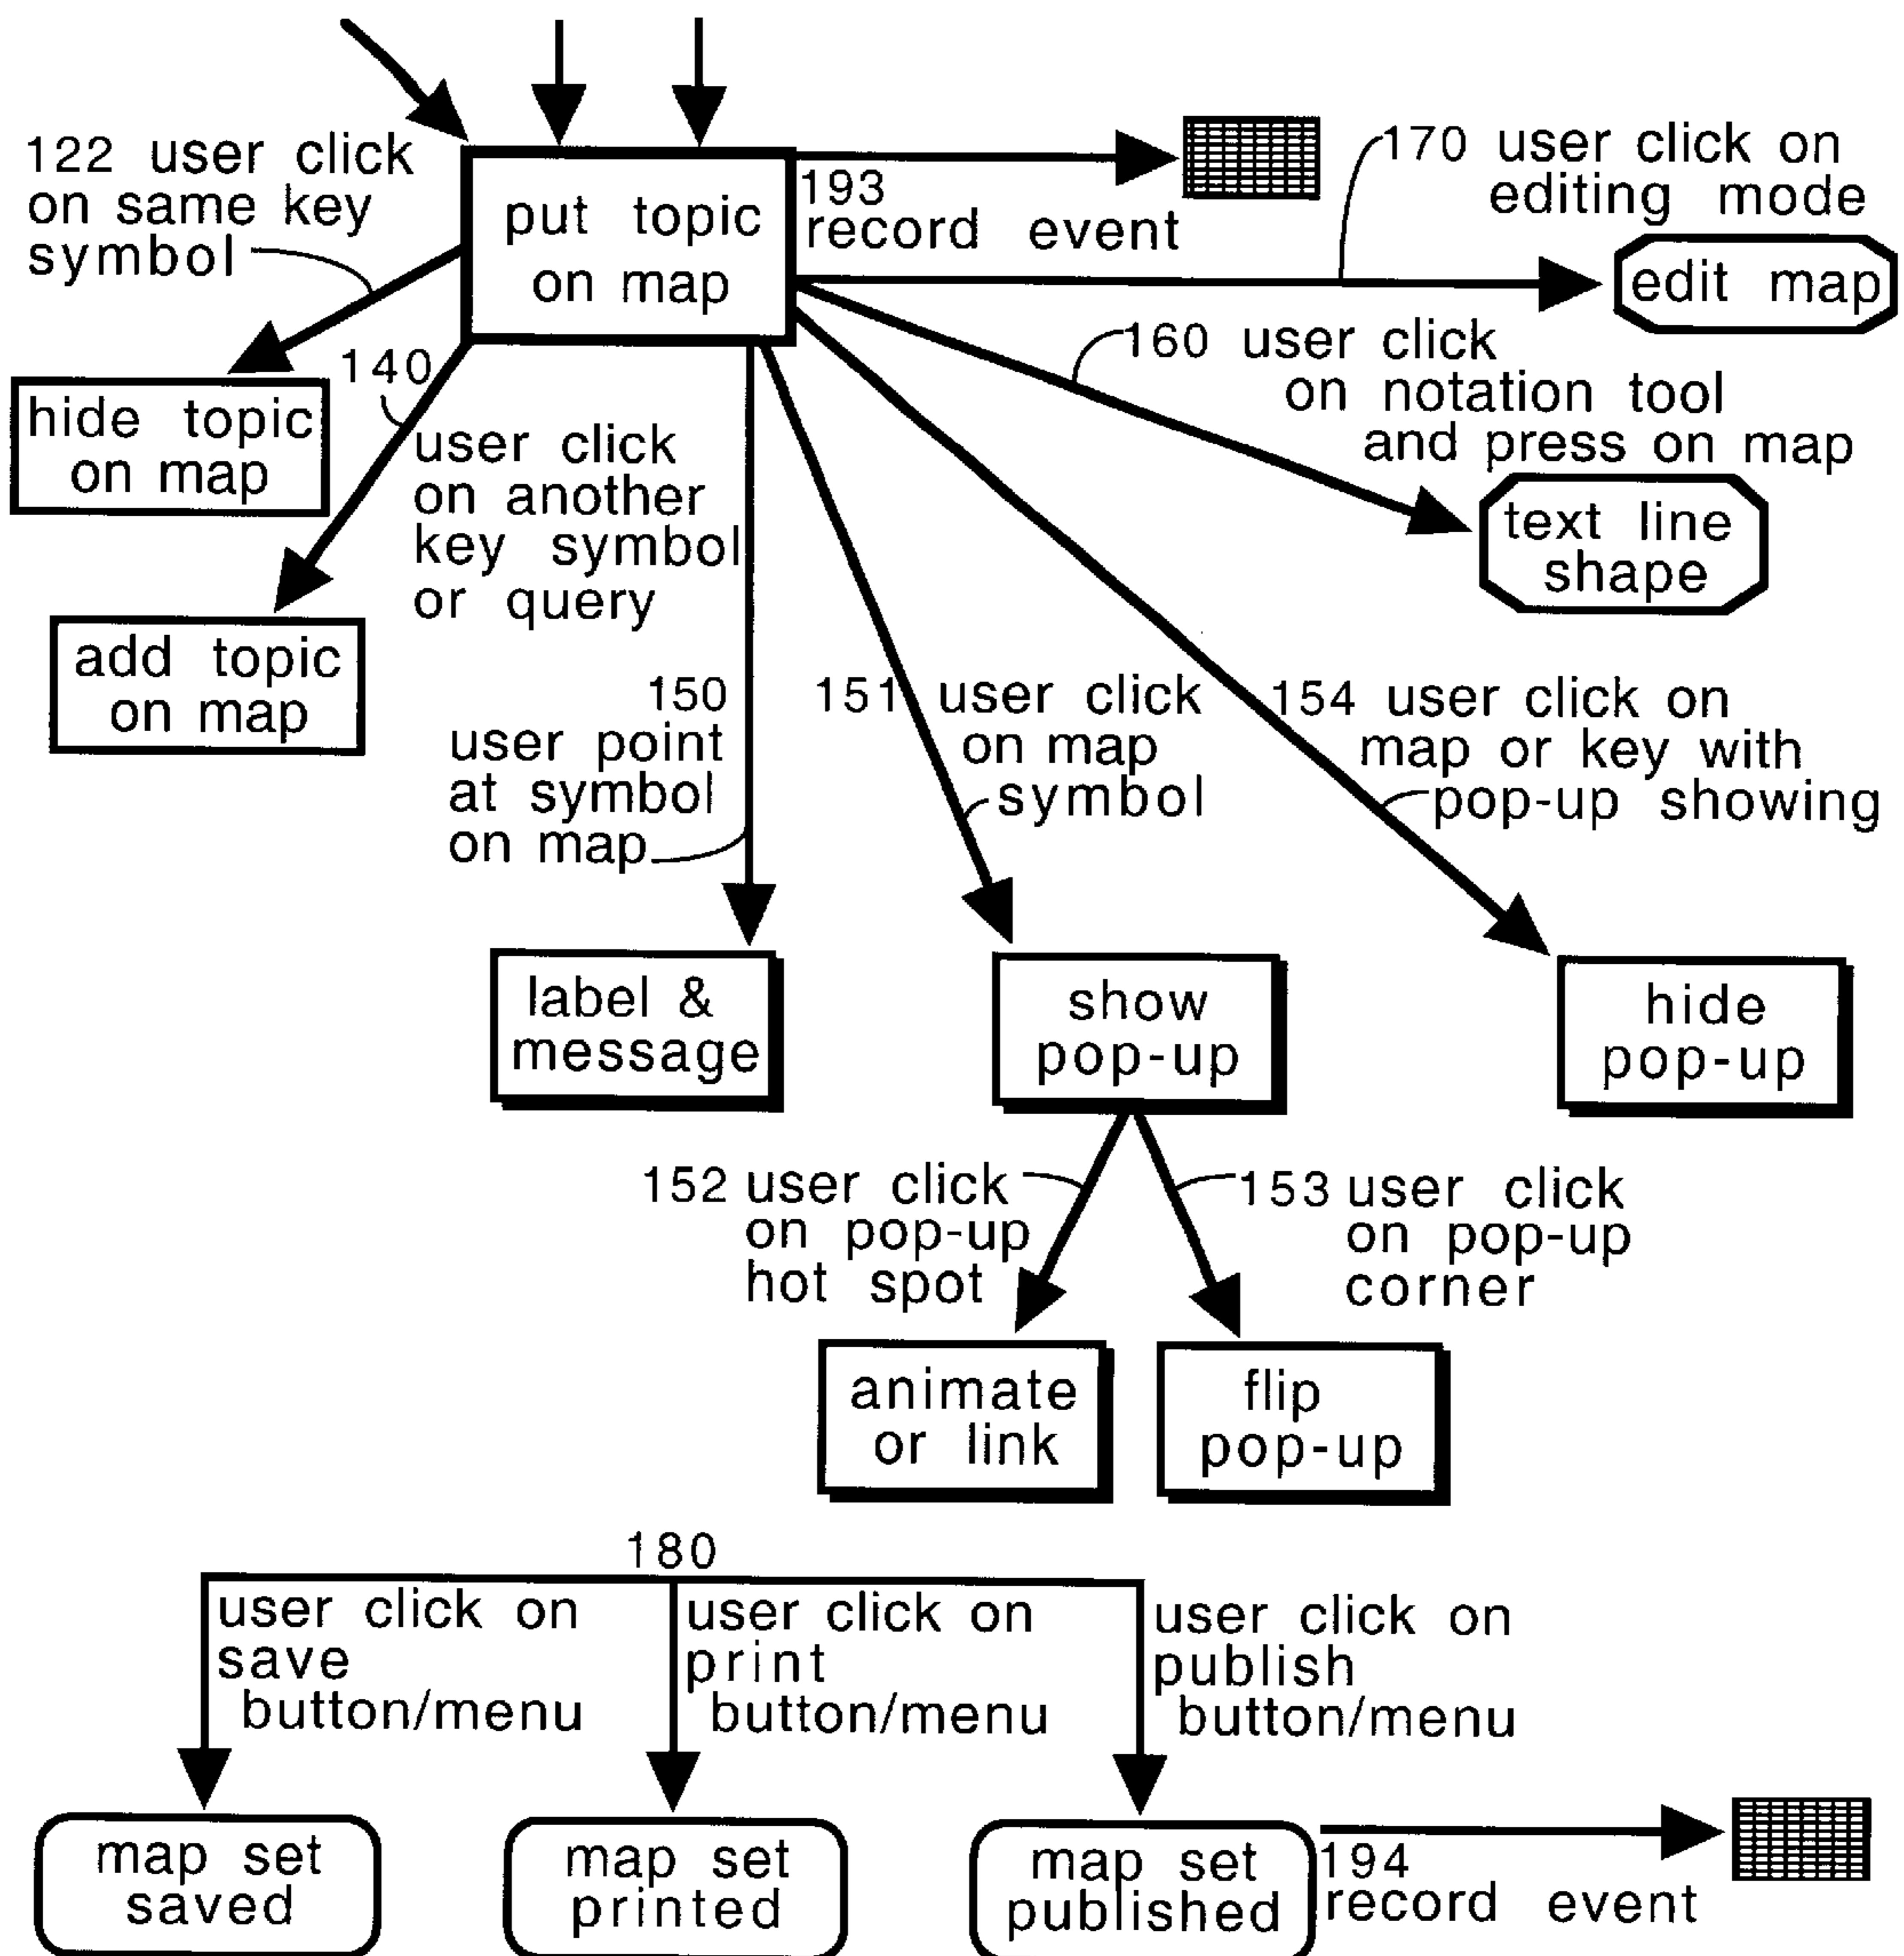 122 user click
on same key
symbol
put topic
on map
193
record event
170 user click on
editing mode
edit map
160 user click
on notation tool
and press on map
text line
shape
hide topic
on map
140
user click
on another
key symbol
or query
add topic
on map
150
user point
at symbol
on map
151 user click
on map
symbol
154 user click on
map or key with
pop-up showing
label &
message
show
pop-up
hide
pop-up
152 user click
on pop-up
hot spot
153 user click
on pop-up
corner
animate
or link
flip
pop-up
180
user click on
save
button/menu
user click on
print
button/menu
user click on
publish
button/menu
map set
saved
map set
printed
map set
published
194
record event